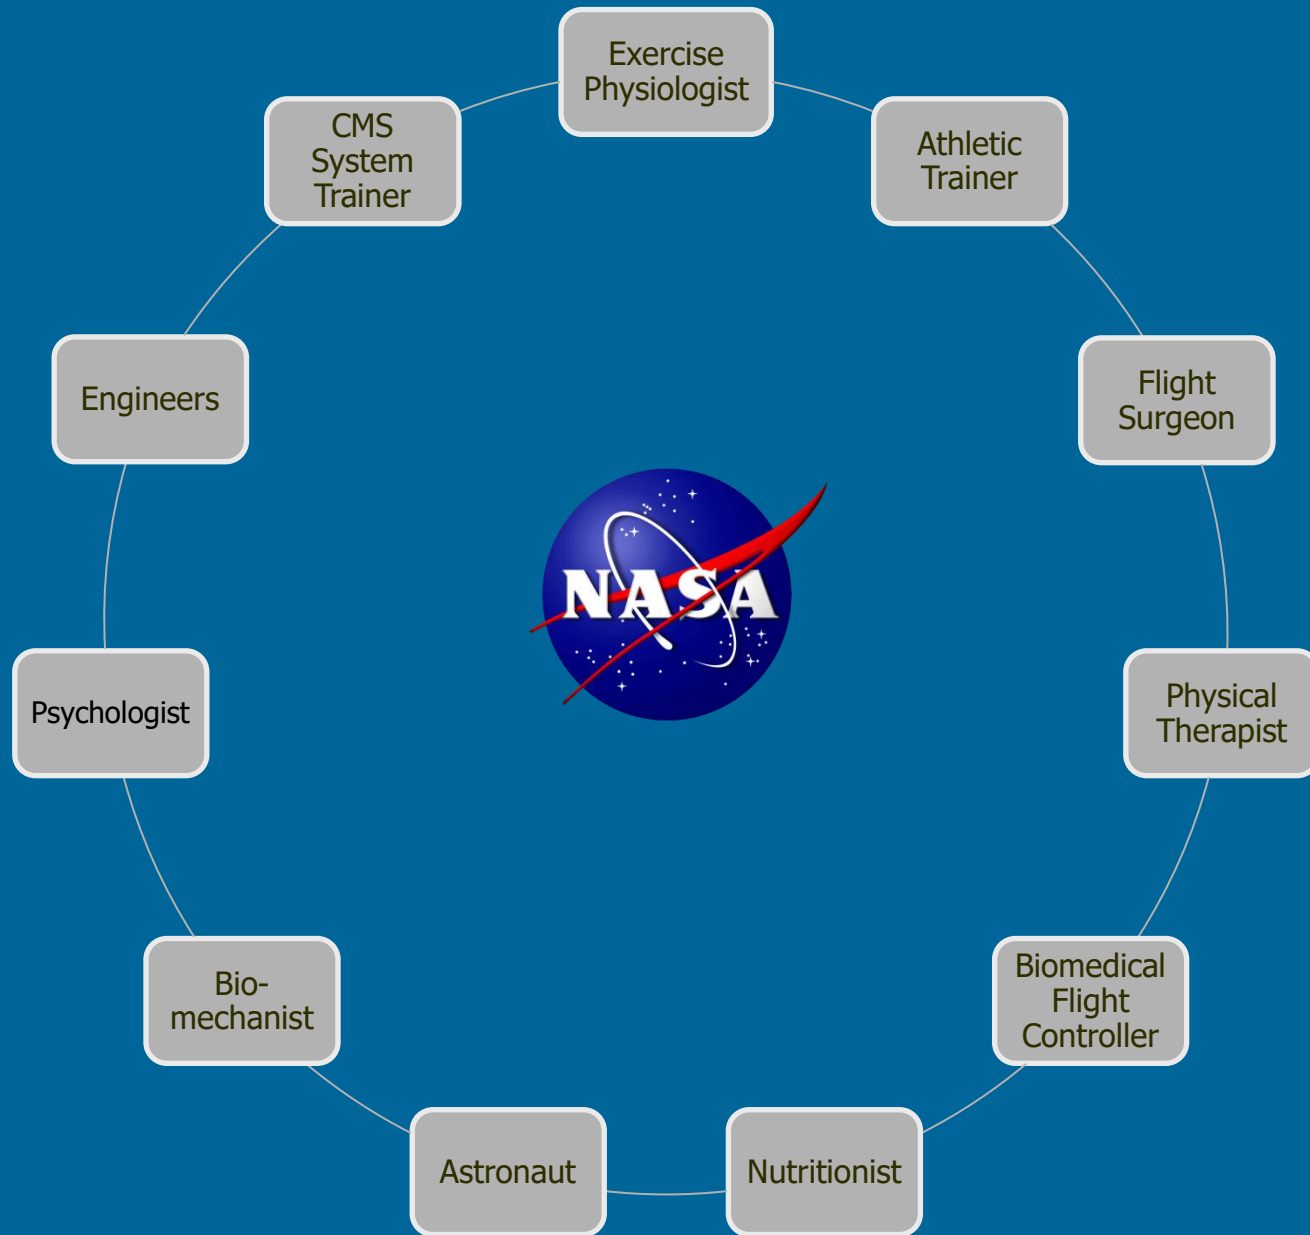 Exercise
Physiologist
Athletic
Trainer
Flight
Surgeon
Physical
Therapist
Biomedical
Flight
Controller
Nutritionist
Astronaut
Bio-
mechanist
Psychologist
Engineers
CMS
System
Trainer
NASA